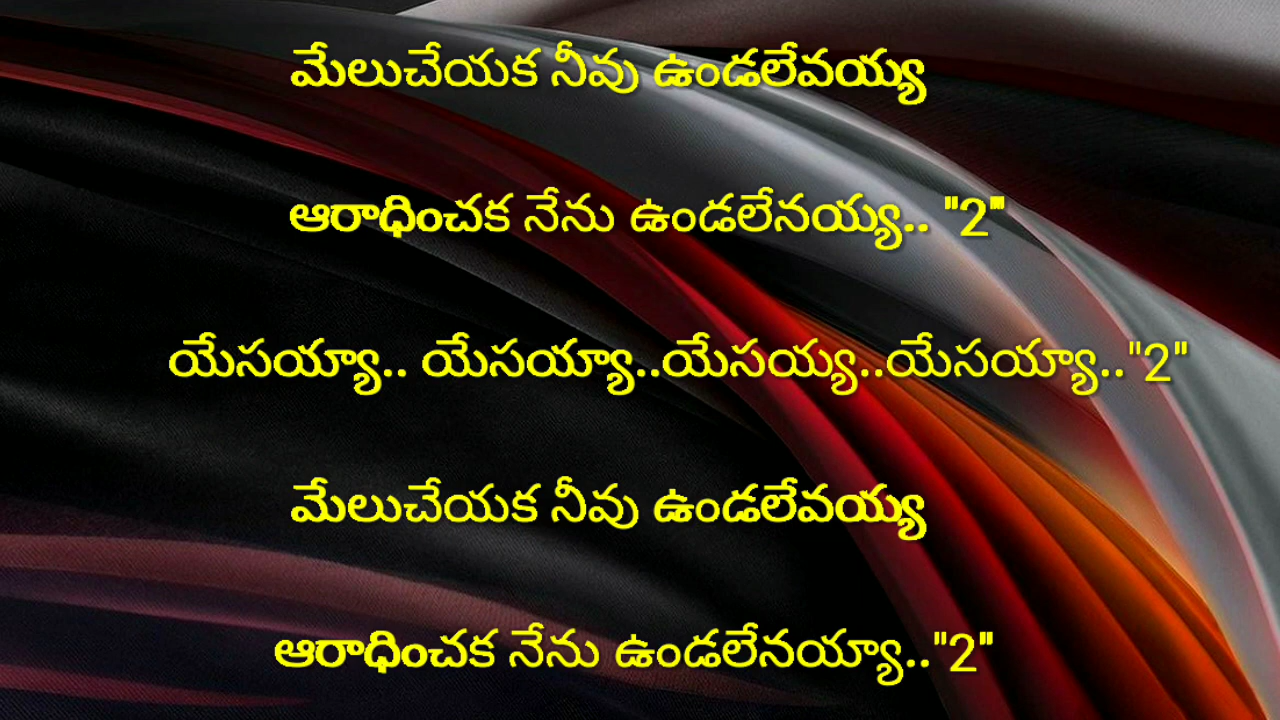 మేలుచేయక నీవు ఉండలేవయ్య
ఆరాధించక నేను ఉండలేనయ్య.. "2"
యేసయ్యా.. యేసయ్యా..యేసయ్య..యేసయ్యా.."2"
మేలుచేయక నీవు ఉండలేవయ్య
ఆరాధించక నేను ఉండలేనయ్యా.."2"